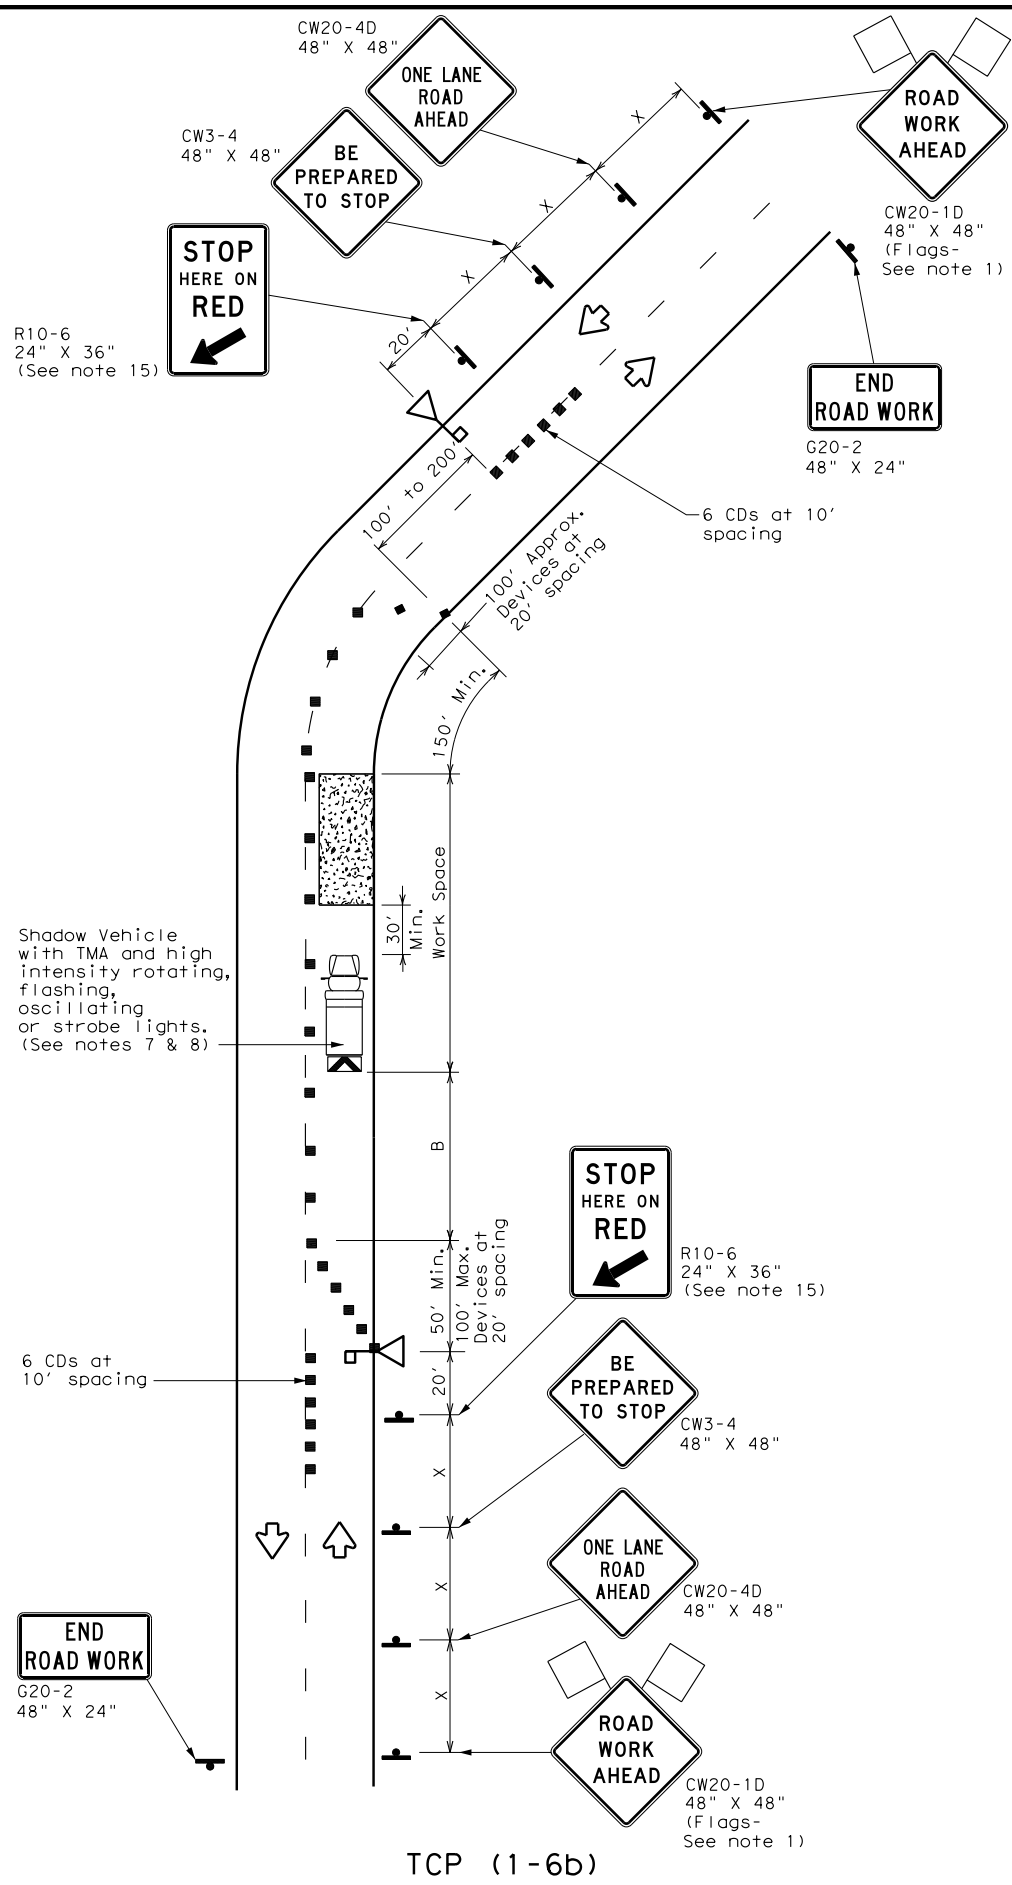 CW20-4D
48" X 48"
ONE LANE
ROAD
AHEAD
ROAD
WORK
AHEAD
CW20-1D
48" X 48"
(Flags-
See note 1)
CW3-4
48" X 48"
BE
PREPARED
TO STOP
X
X
X
20'
STOP
HERE ON
RED
R10-6
24" X 36"
(See note 15)
END
ROAD WORK
G20-2
48" X 24"
100' to 200'
6 CDs at 10'
spacing
100' Approx.
Devices at
20' spacing
150' Min.
Work Space
30'
Min.
Shadow Vehicle
with TMA and high
intensity rotating,
flashing,
oscillating
or strobe lights.
(See notes 7 & 8)
B
50' Min.
100' Max.
Devices at
20' spacing
STOP
HERE ON
RED
R10-6
24" X 36"
(See note 15)
6 CDs at
10' spacing
20'
BE
PREPARED
TO STOP
CW3-4
48" X 48"
X
ONE LANE
ROAD
AHEAD
CW20-4D
48" X 48"
X
END
ROAD WORK
G20-2
48" X 24"
X
ROAD
WORK
AHEAD
CW20-1D
48" X 48"
(Flags-
See note 1)
TCP (1-6b)